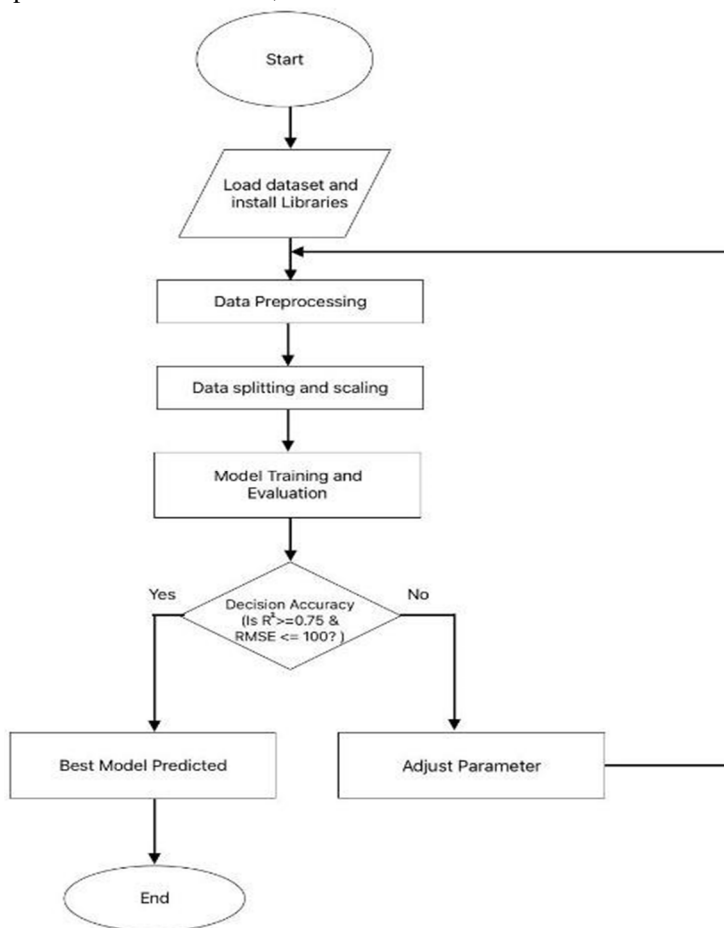 Start
Load dataset and
install Libraries
Data Preprocessing
Data splitting and scaling
Model Training and
Evaluation
Yes
No
Decision Accuracy
(Is R²>=0.75 &
RMSE <= 100? )
Best Model Predicted
Adjust Parameter
End